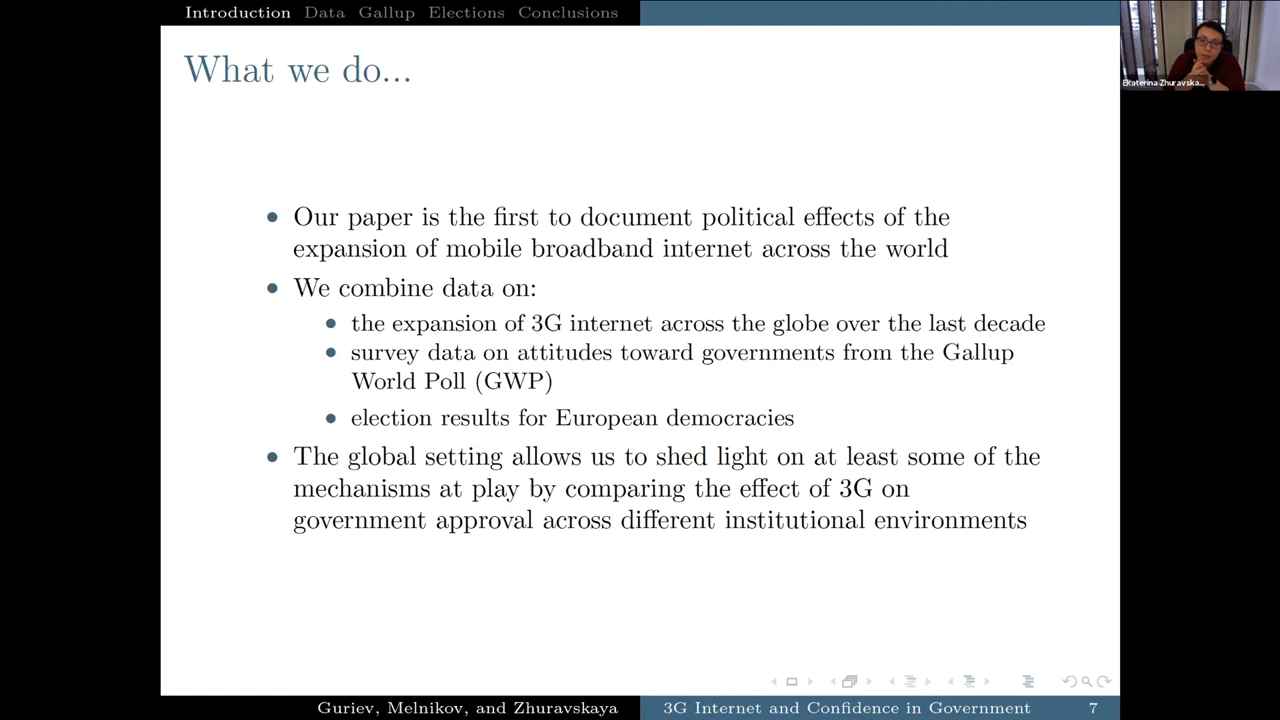 Introduction Data Gallup Elections Conclusions
What we do...
Ekaterina Zhuravska...
• Our paper is the first to document political effects of the
expansion of mobile broadband internet across the world
• We combine data on:
• the expansion of 3G internet across the globe over the last decade
• survey data on attitudes toward governments from the Gallup
World Poll (GWP)
• election results for European democracies
• The global setting allows us to shed light on at least some of the
mechanisms at play by comparing the effect of 3G on
government approval across different institutional environments
Guriev, Melnikov, and Zhuravskaya 3G Internet and Confidence in Government 7